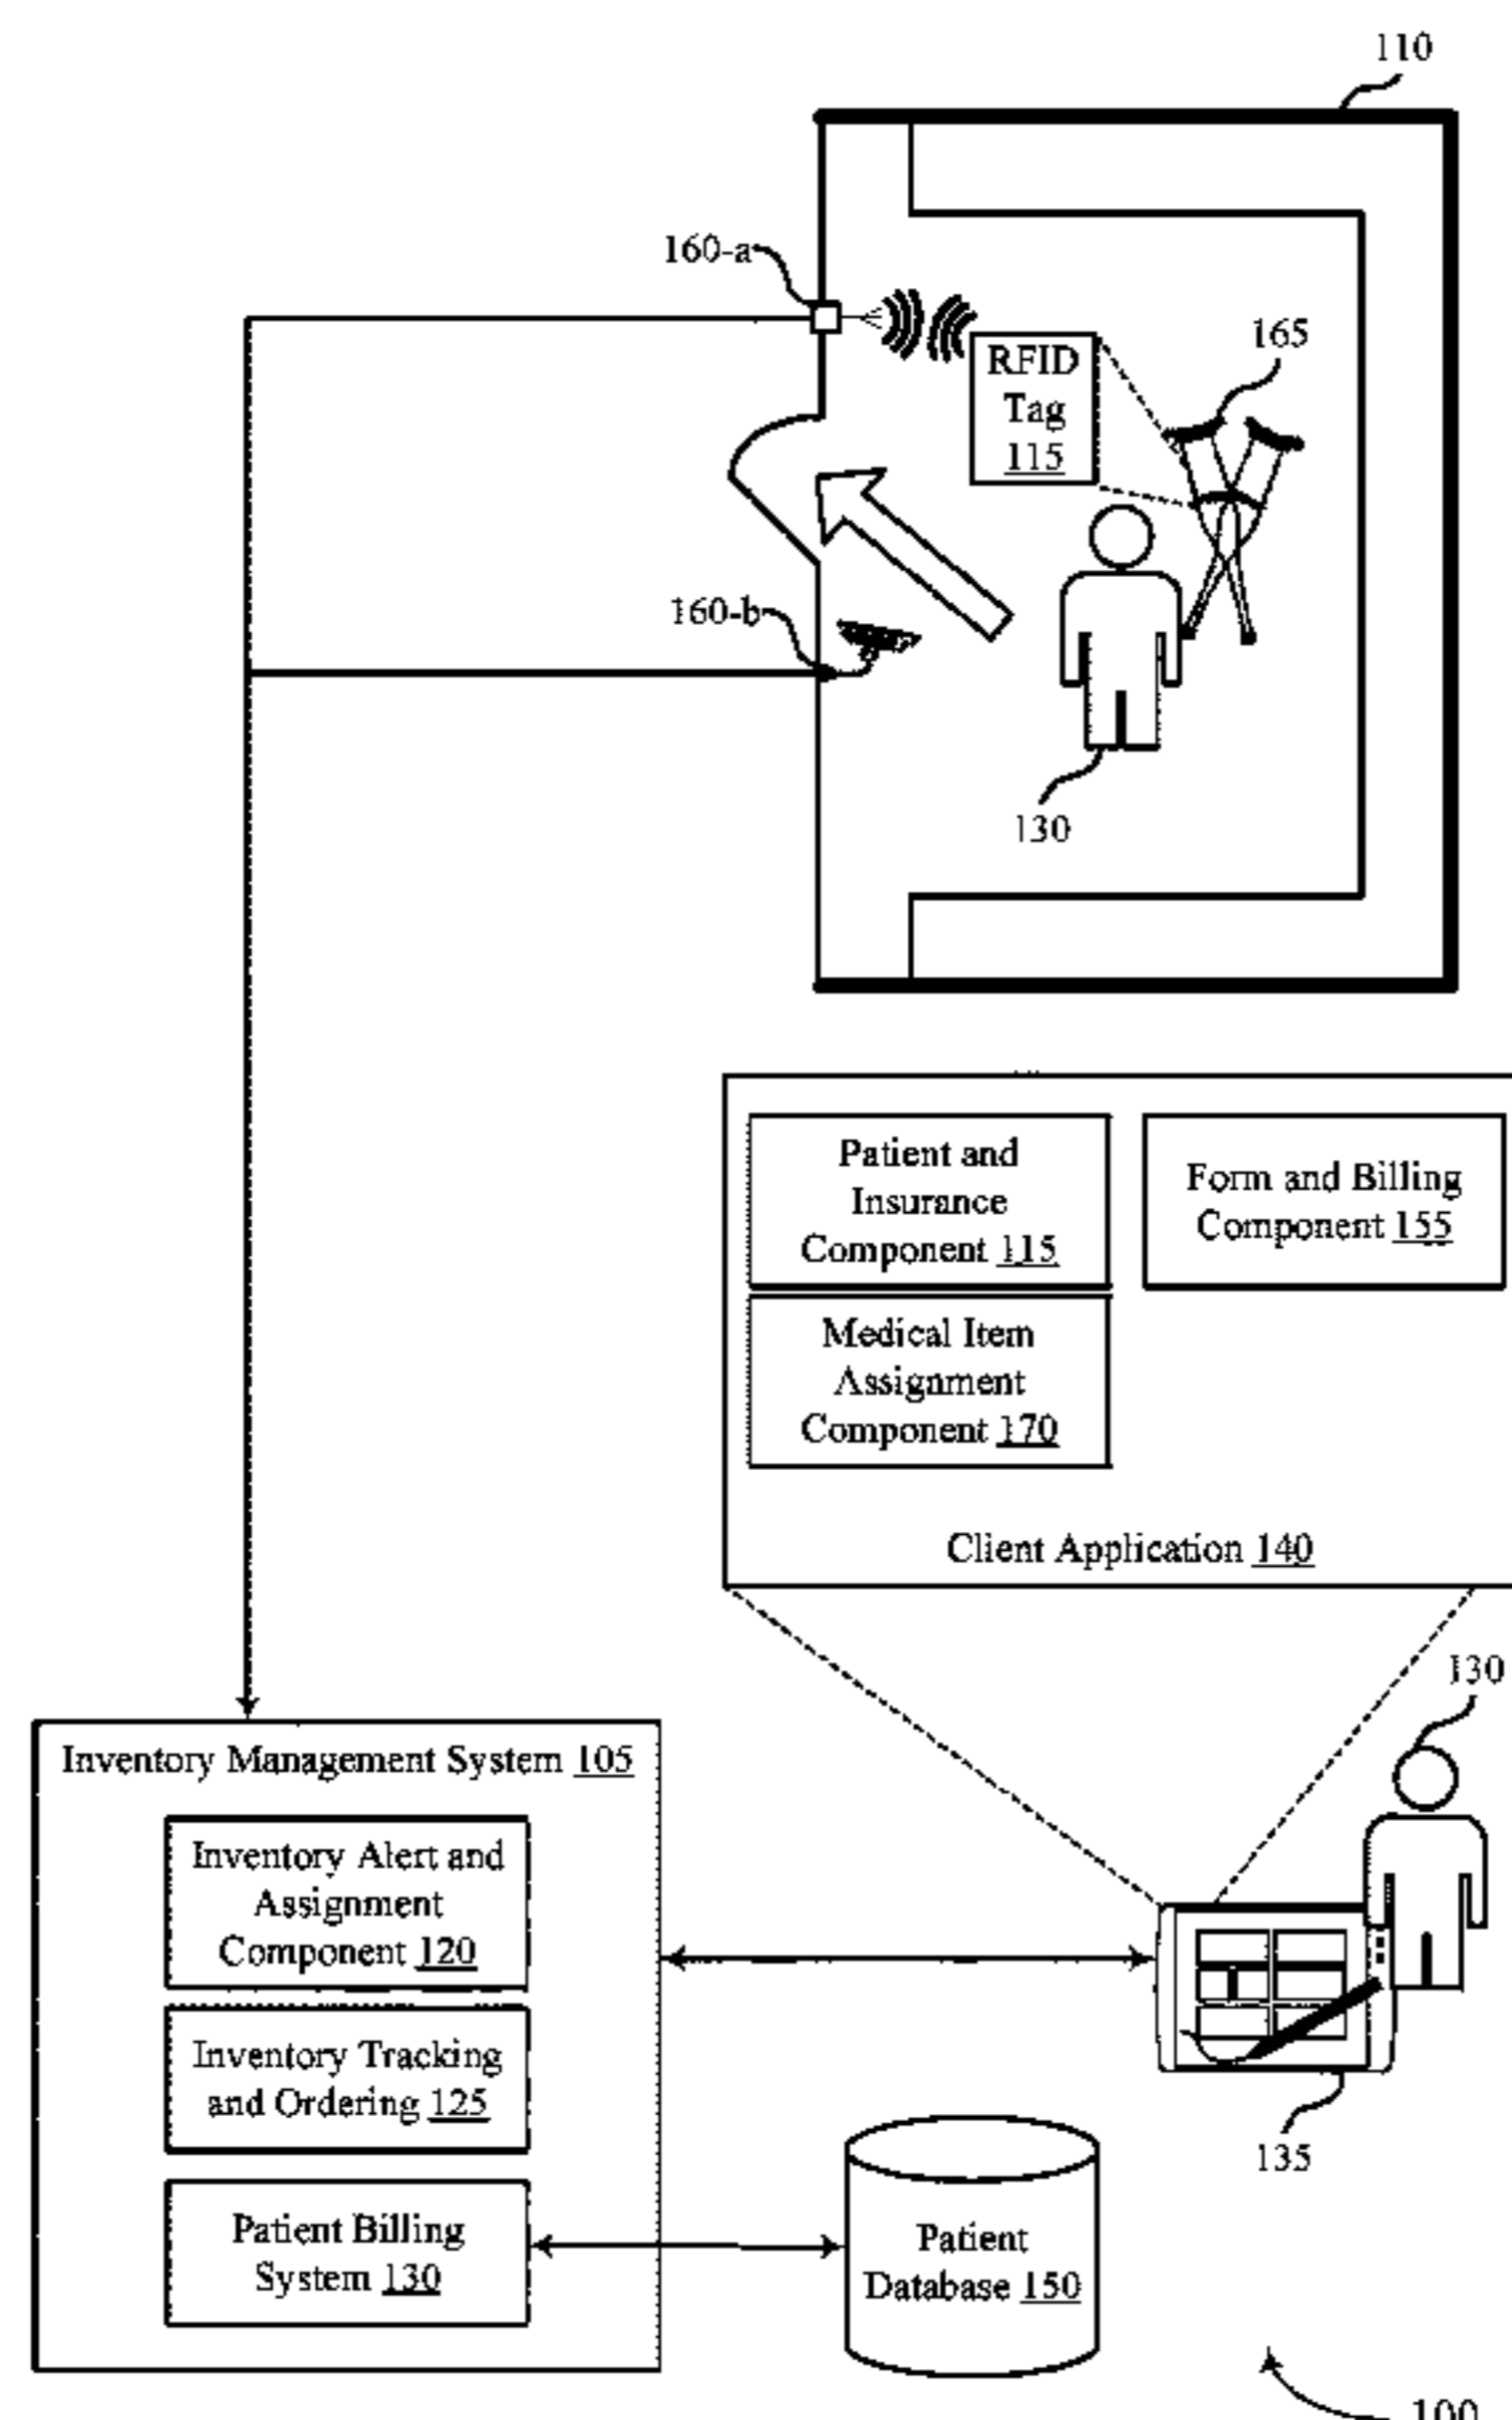 110
160-a
RFID
Tag
115
165
160-b
130
Patient and
Insurance
Component 115
Form and Billing
Component 155
Medical Item
Assignment
Component 170
Client Application 140
130
Inventory Management System 105
Inventory Alert and
Assignment
Component 120
Inventory Tracking
and Ordering 125
135
Patient Billing
System 130
Patient
Database 150
100